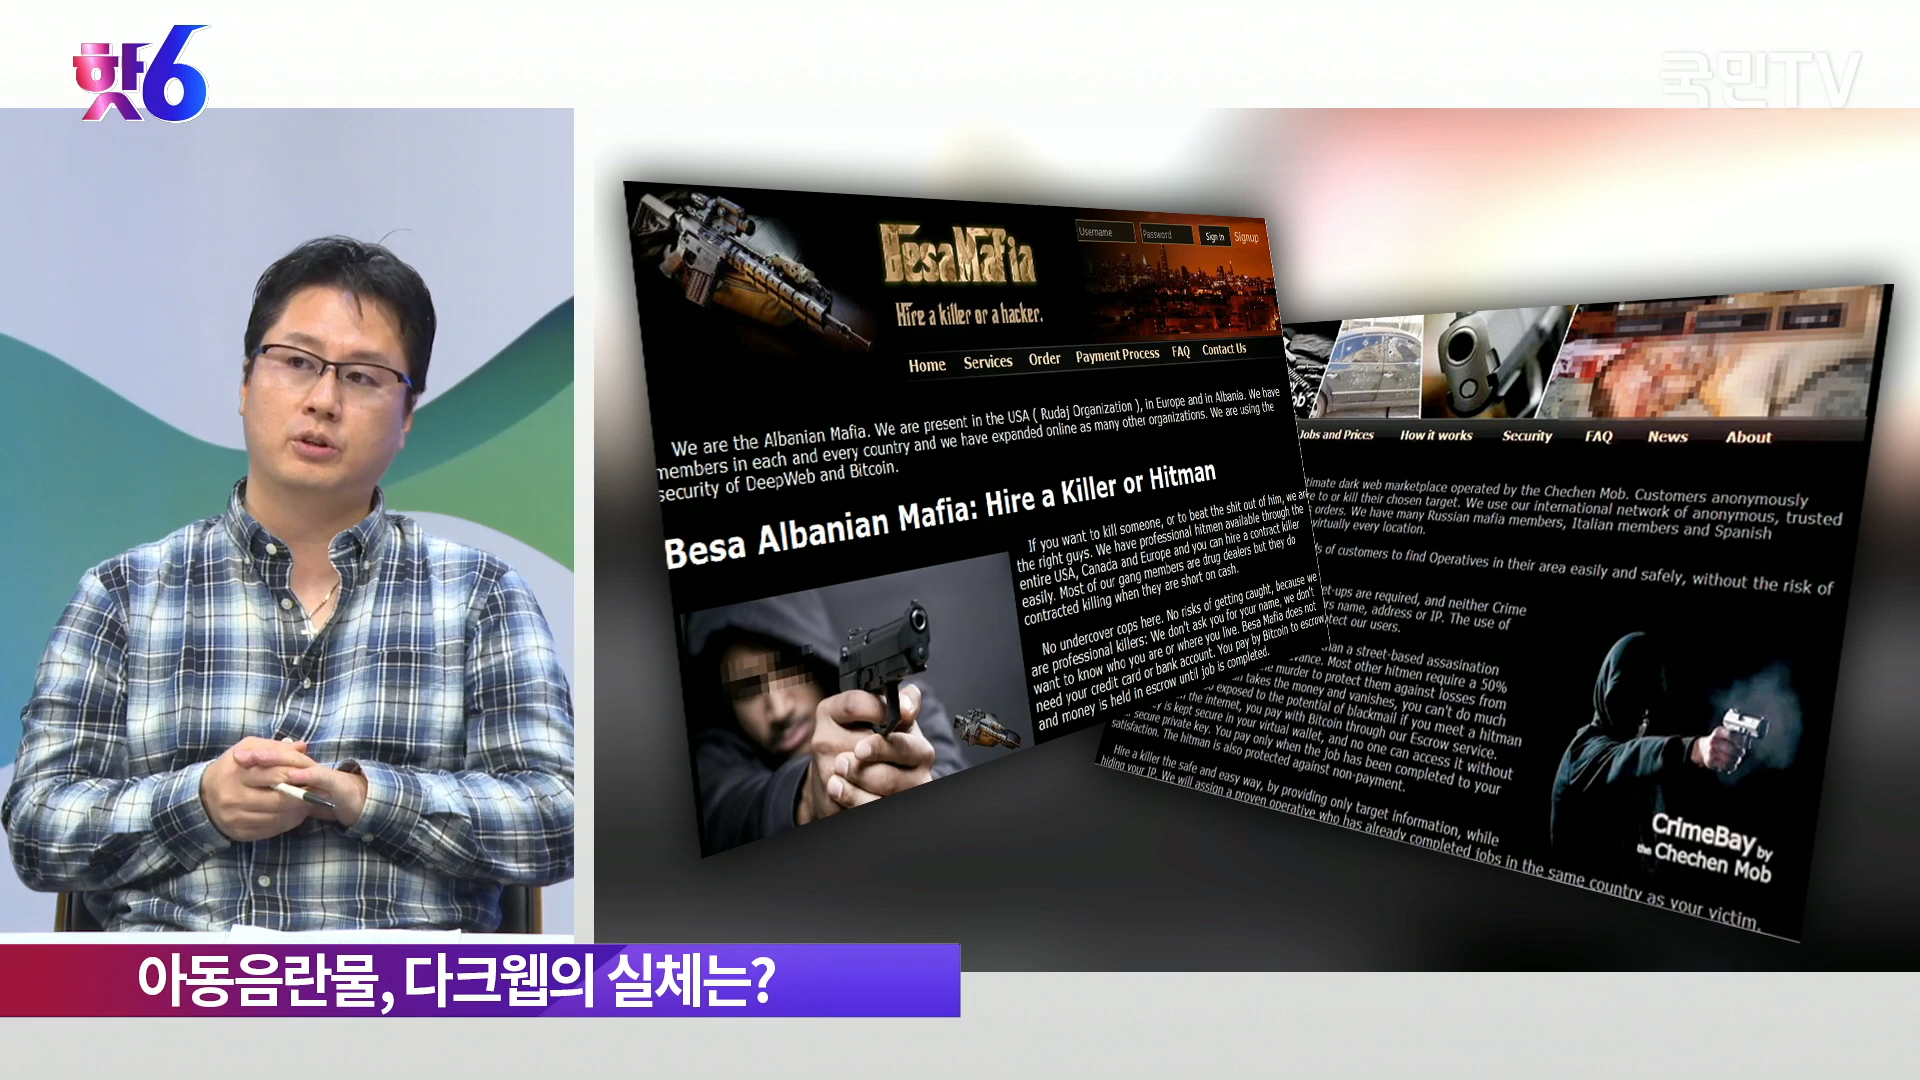 핫6
국민TV
BesaMafia
Hire a killer or a hacker.
Username
Password
Sign In
Signup
Home Services Order Payment Process FAQ Contact Us
We are the Albanian Mafia. We are present in the USA ( Rudaj Organization ), in Europe and in Albania. We have
members in each and every country and we have expanded online as many other organizations. We are using the
security of DeepWeb and Bitcoin.
Besa Albanian Mafia: Hire a Killer or Hitman
If you want to kill someone, or to beat the shit out of him, we are
the right guys. We have professional hitmen available through the
entire USA, Canada and Europe and you can hire a contract killer
easily. Most of our gang members are drug dealers but they do
contracted killing when they are short on cash.
No undercover cops here. No risks of getting caught, because we
are professional killers: We don't ask you for your name, we don't
want to know who you are or where you live. Besa Mafia does not
need your credit card or bank account. You pay by Bitcoin to escrow,
and money is held in escrow until job is completed.
Jobs and Prices How it works Security FAQ News About
timate dark web marketplace operated by the Chechen Mob. Customers anonymously
e to or kill their chosen target. We use our international network of anonymous, trusted
orders. We have many Russian mafia members, Italian members and Spanish
virtually every location.
s of customers to find Operatives in their area easily and safely, without the risk of
et-ups are required, and neither Crime
rs name, address or IP. The use of
tect our users.
han a street-based assasination
vance. Most other hitmen require a 50%
e murder to protect them against losses from
n takes the money and vanishes, you can't do much
exposed to the potential of blackmail if you meet a hitman
the internet, you pay with Bitcoin through our Escrow service.
y is kept secure in your virtual wallet, and no one can access it without
secure private key. You pay only when the job has been completed to your
satisfaction. The hitman is also protected against non-payment.
Hire a killer the safe and easy way, by providing only target information, while
hiding your IP. We will assign a proven operative who has already completed jobs in the same country as your victim.
CrimeBay by
the Chechen Mob
아동음란물, 다크웹의 실체는?